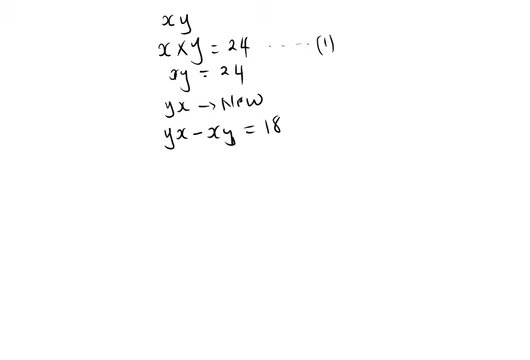 xy
x × y = 24 ..... (1)
xy = 24
yx → New
yx - xy = 18